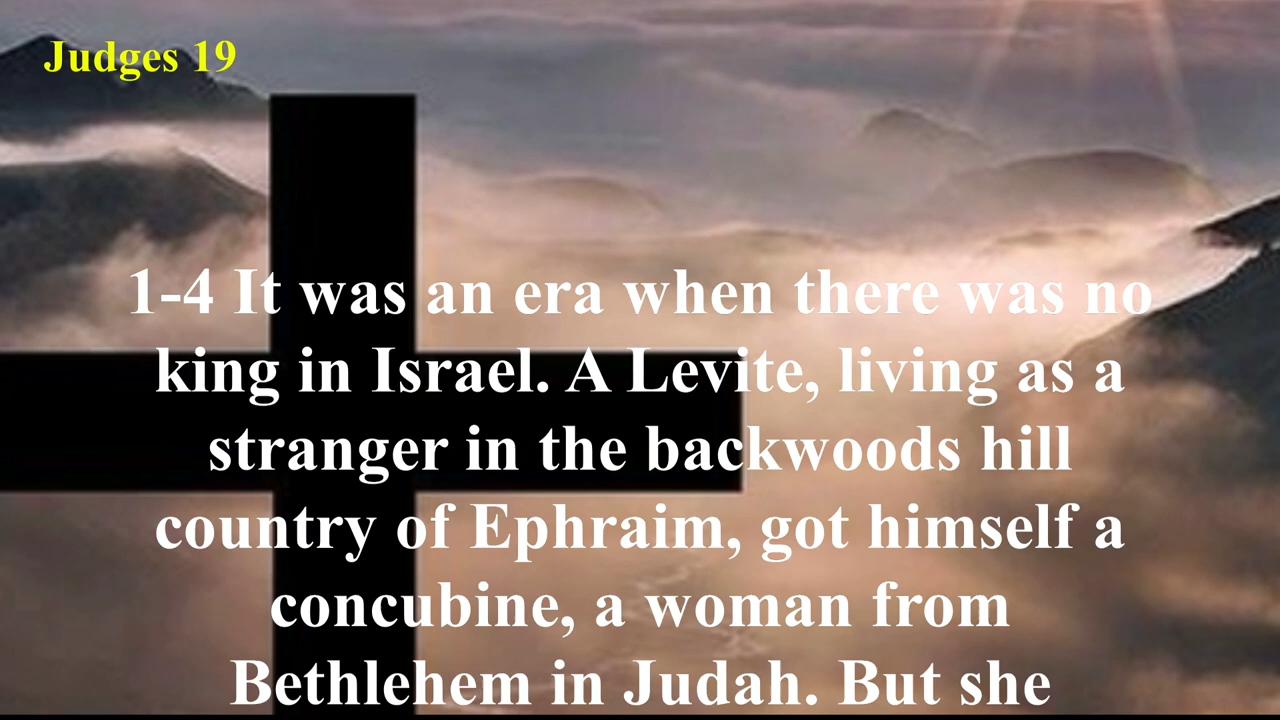 Judges 19
1-4 It was an era when there was no
king in Israel. A Levite, living as a
stranger in the backwoods hill
country of Ephraim, got himself a
concubine, a woman from
Bethlehem in Judah. But she